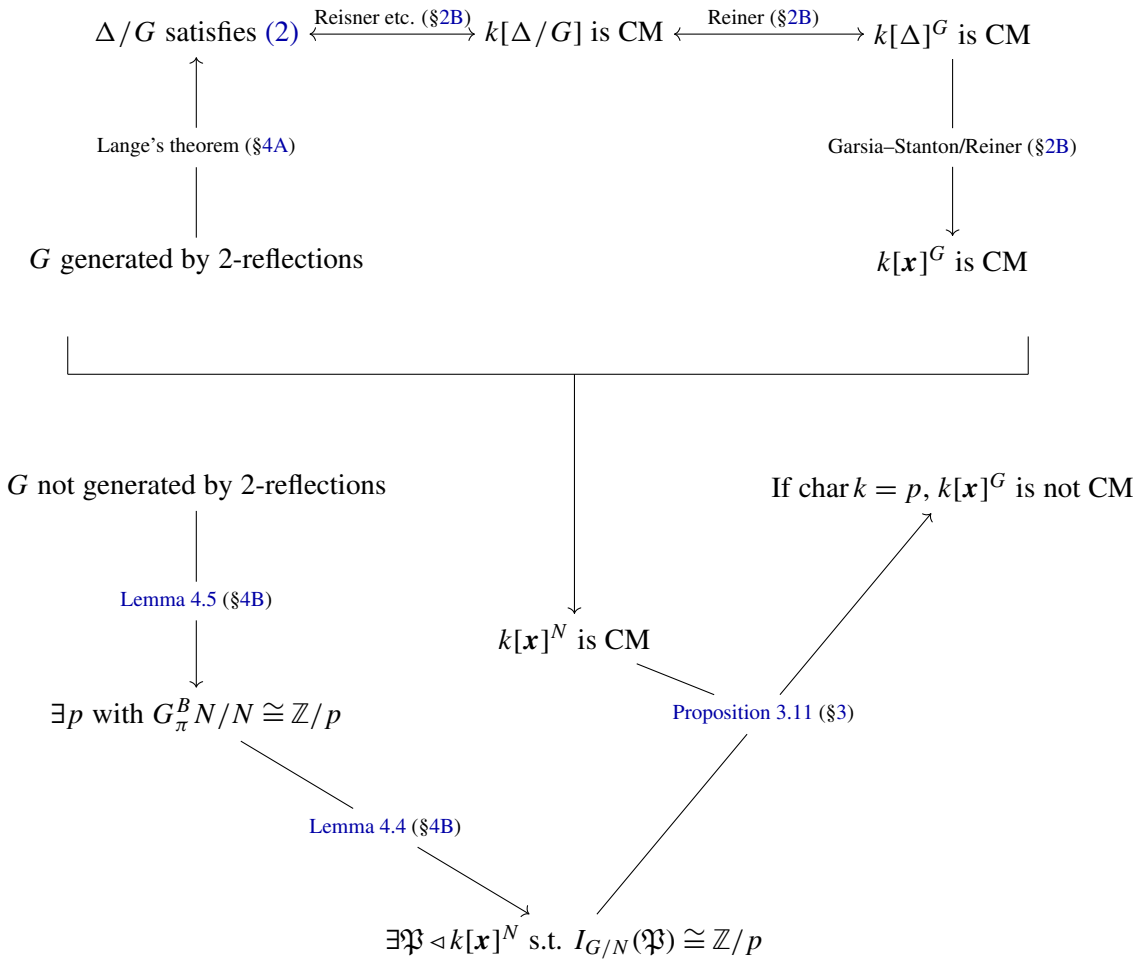 Δ/G satisfies (2)
Reisner etc. (§2B)
k[Δ/G] is CM
Reiner (§2B)
k[Δ]^G is CM
Lange's theorem (§4A)
Garsia–Stanton/Reiner (§2B)
G generated by 2-reflections
k[x]^G is CM
G not generated by 2-reflections
If char k = p, k[x]^G is not CM
Lemma 4.5 (§4B)
k[x]^N is CM
∃p with G_π^B N/N ≅ ℤ/p
Proposition 3.11 (§3)
Lemma 4.4 (§4B)
∃𝔓 ◁ k[x]^N s.t. I_{G/N}(𝔓) ≅ ℤ/p